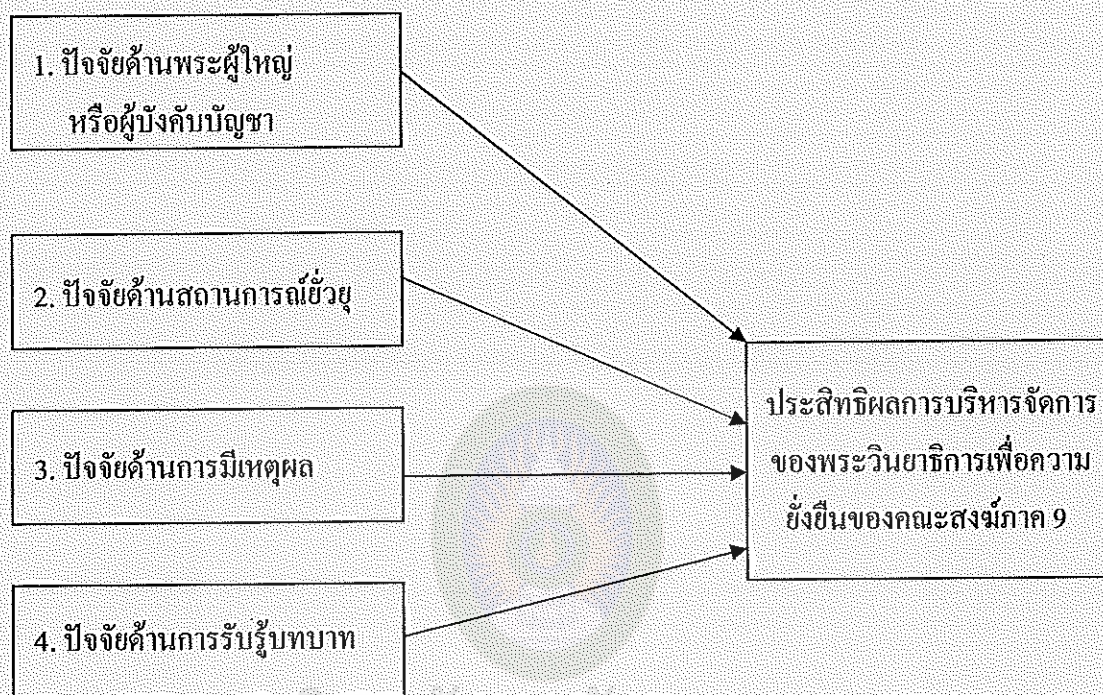 1. ปัจจัยด้านพระผู้ใหญ่
หรือผู้บังคับบัญชา
2. ปัจจัยด้านสถานการณ์ยั่วยุ
3. ปัจจัยด้านการมีเหตุผล
4. ปัจจัยด้านการรับรู้บทบาท
ประสิทธิผลการบริหารจัดการ
ของพระวินยาธิการเพื่อความ
ยั่งยืนของคณะสงฆ์ภาค 9